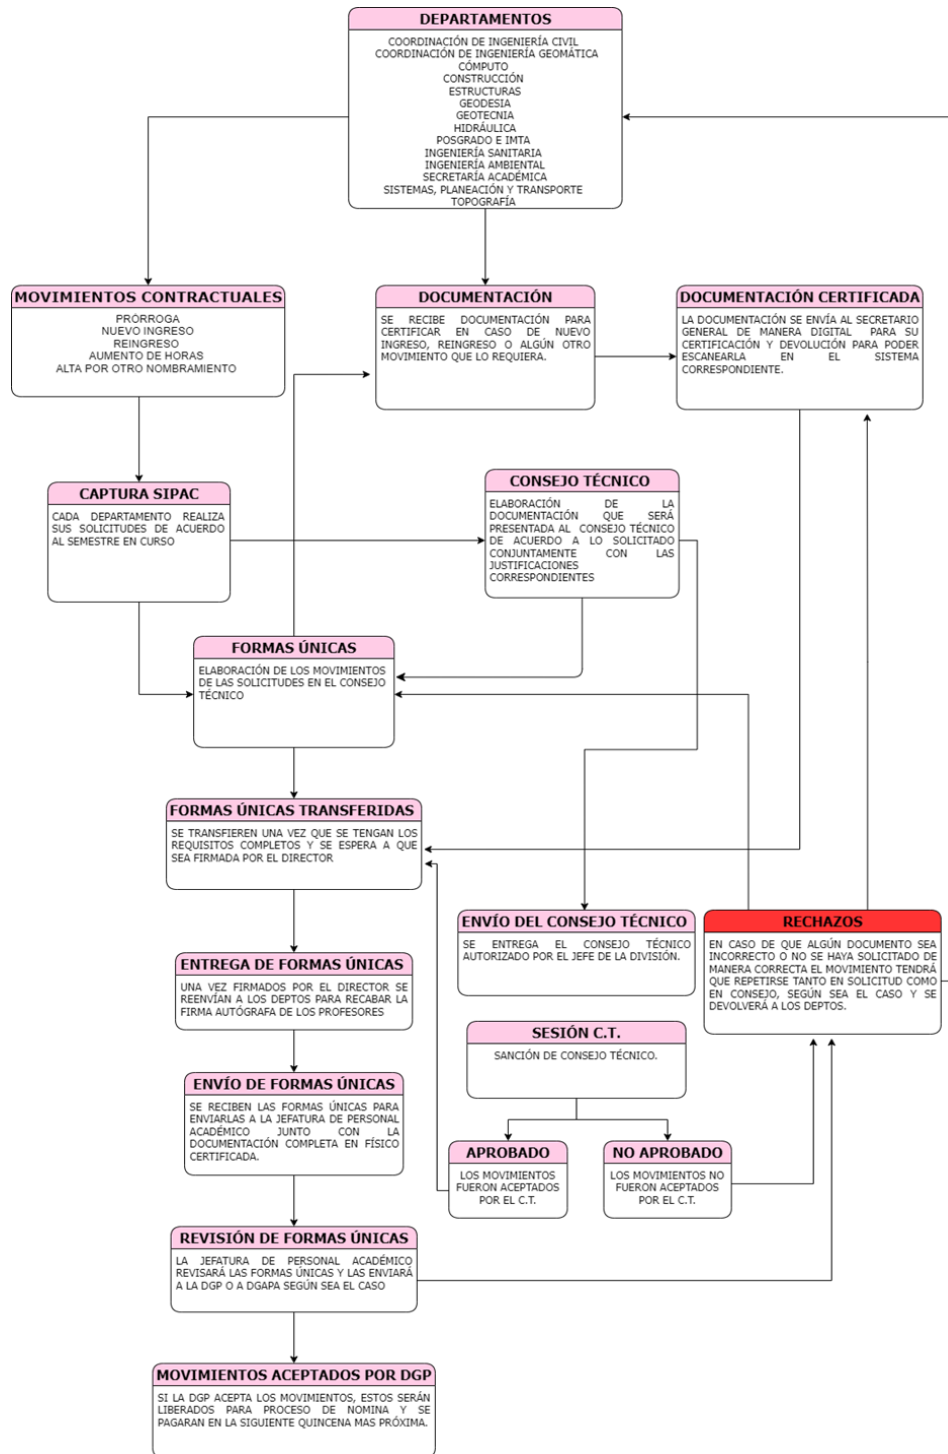 DEPARTAMENTOS
COORDINACIÓN DE INGENIERÍA CIVIL
COORDINACIÓN DE INGENIERÍA GEOMÁTICA
CÓMPUTO
CONSTRUCCIÓN
ESTRUCTURAS
GEODESIA
GEOTECNIA
HIDRÁULICA
POSGRADO E IMTA
INGENIERÍA SANITARIA
INGENIERÍA AMBIENTAL
SECRETARÍA ACADÉMICA
SISTEMAS, PLANEACIÓN Y TRANSPORTE
TOPOGRAFÍA
MOVIMIENTOS CONTRACTUALES
PRÓRROGA
NUEVO INGRESO
REINGRESO
AUMENTO DE HORAS
ALTA POR OTRO NOMBRAMIENTO
DOCUMENTACIÓN
SE RECIBE DOCUMENTACIÓN PARA
CERTIFICAR EN CASO DE NUEVO
INGRESO, REINGRESO O ALGÚN OTRO
MOVIMIENTO QUE LO REQUIERA.
DOCUMENTACIÓN CERTIFICADA
LA DOCUMENTACIÓN SE ENVÍA AL SECRETARIO
GENERAL DE MANERA DIGITAL PARA SU
CERTIFICACIÓN Y DEVOLUCIÓN PARA PODER
ESCANEARLA EN EL SISTEMA
CORRESPONDIENTE.
CAPTURA SIPAC
CADA DEPARTAMENTO REALIZA
SUS SOLICITUDES DE ACUERDO
AL SEMESTRE EN CURSO
CONSEJO TÉCNICO
ELABORACIÓN DE LA
DOCUMENTACIÓN QUE SERÁ
PRESENTADA AL CONSEJO TÉCNICO
DE ACUERDO A LO SOLICITADO
CONJUNTAMENTE CON LAS
JUSTIFICACIONES
CORRESPONDIENTES
FORMAS ÚNICAS
ELABORACIÓN DE LOS MOVIMIENTOS
DE LAS SOLICITUDES EN EL CONSEJO
TÉCNICO
FORMAS ÚNICAS TRANSFERIDAS
SE TRANSFIEREN UNA VEZ QUE SE TENGAN LOS
REQUISITOS COMPLETOS Y SE ESPERA A QUE
SEA FIRMADA POR EL DIRECTOR
ENVÍO DEL CONSEJO TÉCNICO
SE ENTREGA EL CONSEJO TÉCNICO
AUTORIZADO POR EL JEFE DE LA DIVISIÓN.
RECHAZOS
EN CASO DE QUE ALGÚN DOCUMENTO SEA
INCORRECTO O NO SE HAYA SOLICITADO DE
MANERA CORRECTA EL MOVIMIENTO TENDRÁ
QUE REPETIRSE TANTO EN SOLICITUD COMO
EN CONSEJO, SEGÚN SEA EL CASO Y SE
DEVOLVERÁ A LOS DEPTOS.
ENTREGA DE FORMAS ÚNICAS
UNA VEZ FIRMADOS POR EL DIRECTOR SE
REENVÍAN A LOS DEPTOS PARA RECABAR LA
FIRMA AUTÓGRAFA DE LOS PROFESORES
SESIÓN C.T.
SANCIÓN DE CONSEJO TÉCNICO.
ENVÍO DE FORMAS ÚNICAS
SE RECIBEN LAS FORMAS ÚNICAS PARA
ENVIARLAS A LA JEFATURA DE PERSONAL
ACADÉMICO JUNTO CON LA
DOCUMENTACIÓN COMPLETA EN FÍSICO
CERTIFICADA.
APROBADO
LOS MOVIMIENTOS
FUERON ACEPTADOS
POR EL C.T.
NO APROBADO
LOS MOVIMIENTOS NO
FUERON ACEPTADOS
POR EL C.T.
REVISIÓN DE FORMAS ÚNICAS
LA JEFATURA DE PERSONAL ACADÉMICO
REVISARÁ LAS FORMAS ÚNICAS Y LAS ENVIARÁ
A LA DGP O A DGAPA SEGÚN SEA EL CASO
MOVIMIENTOS ACEPTADOS POR DGP
SI LA DGP ACEPTA LOS MOVIMIENTOS, ESTOS SERÁN
LIBERADOS PARA PROCESO DE NOMINA Y SE
PAGARAN EN LA SIGUIENTE QUINCENA MAS PRÓXIMA.